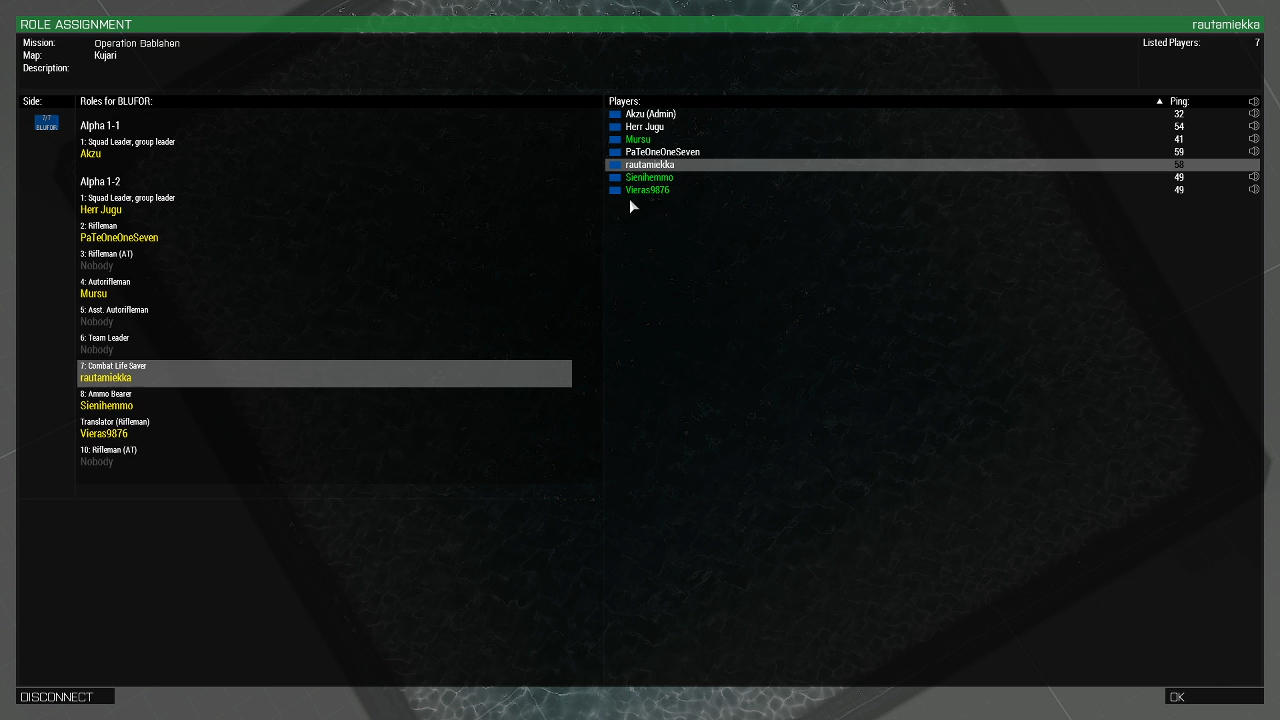 ROLE ASSIGNMENT rautamiekka
Mission: Operation Bablahen
Map: Kujari
Description:
Listed Players: 7
Side: Roles for BLUFOR:
7/7
BLUFOR
Alpha 1-1
1: Squad Leader, group leader
Akzu
Alpha 1-2
1: Squad Leader, group leader
Herr Jugu
2: Rifleman
PaTeOneOneSeven
3: Rifleman (AT)
Nobody
4: Autorifleman
Mursu
5: Asst. Autorifleman
Nobody
6: Team Leader
Nobody
7: Combat Life Saver
rautamiekka
8: Ammo Bearer
Sienihemmo
Translator (Rifleman)
Vieras9876
10: Rifleman (AT)
Nobody
Players: Ping:
Akzu (Admin) 32
Herr Jugu 54
Mursu 41
PaTeOneOneSeven 59
rautamiekka 58
Sienihemmo 49
Vieras9876 49
DISCONNECT
OK